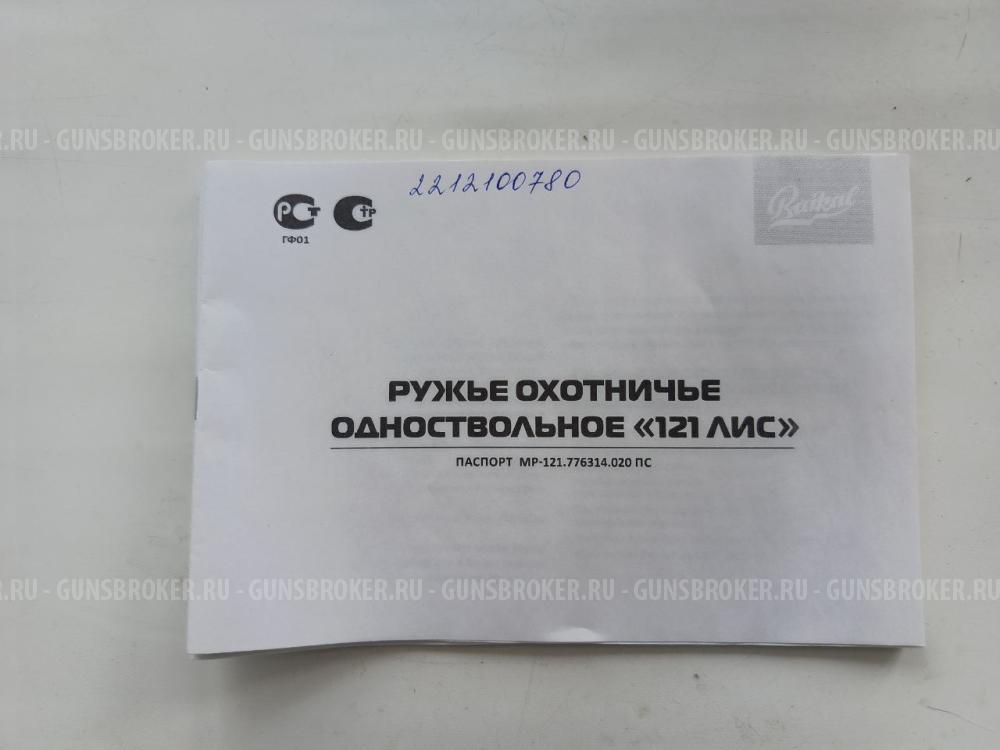 .RU - GUNSBROKER.RU - GUNSBROKER.RU - GUNSBROKER.RU - GUNSBROKER.RU - GUNSBROKER.RU
2212100780
РСТ
СТР
Baikal
ГФ01
РУЖЬЕ ОХОТНИЧЬЕ
ОДНОСТВОЛЬНОЕ «121 ЛИС»
ПАСПОРТ МР-121.776314.020 ПС
RU - GUNSBROKER.RU - GUNSBROKER.RU - GUNSBROKER.RU - GUNSBROKER.RU - GUNSBROKER.RU